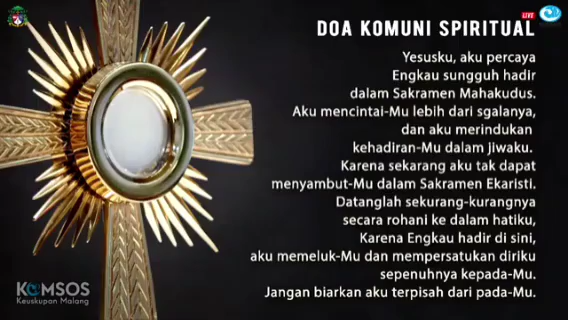 LIVE
DOA KOMUNI SPIRITUAL
Yesusku, aku percaya
Engkau sungguh hadir
dalam Sakramen Mahakudus.
Aku mencintai-Mu lebih dari sgalanya,
dan aku merindukan
kehadiran-Mu dalam Jiwaku.
Karena sekarang aku tak dapat
menyambut-Mu dalam Sakramen Ekaristi.
Datanglah sekurang-kurangnya
secara rohani ke dalam hatiku,
Karena Engkau hadir di sini,
aku memeluk-Mu dan mempersatukan diriku
sepenuhnya kepada-Mu.
Jangan biarkan aku terpisah dari pada-Mu.
KOMSOS
Keuskupan Malang